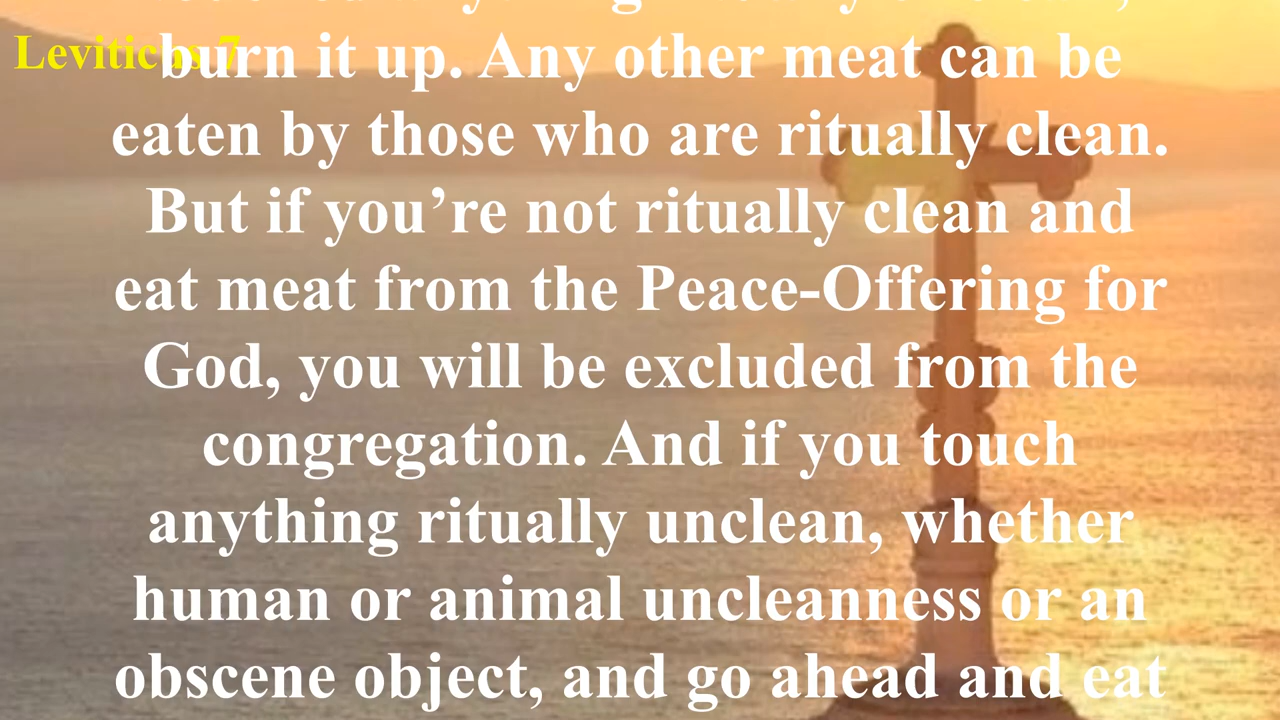 Leviticus 7
burn it up. Any other meat can be
eaten by those who are ritually clean.
But if you’re not ritually clean and
eat meat from the Peace-Offering for
God, you will be excluded from the
congregation. And if you touch
anything ritually unclean, whether
human or animal uncleanness or an
obscene object, and go ahead and eat